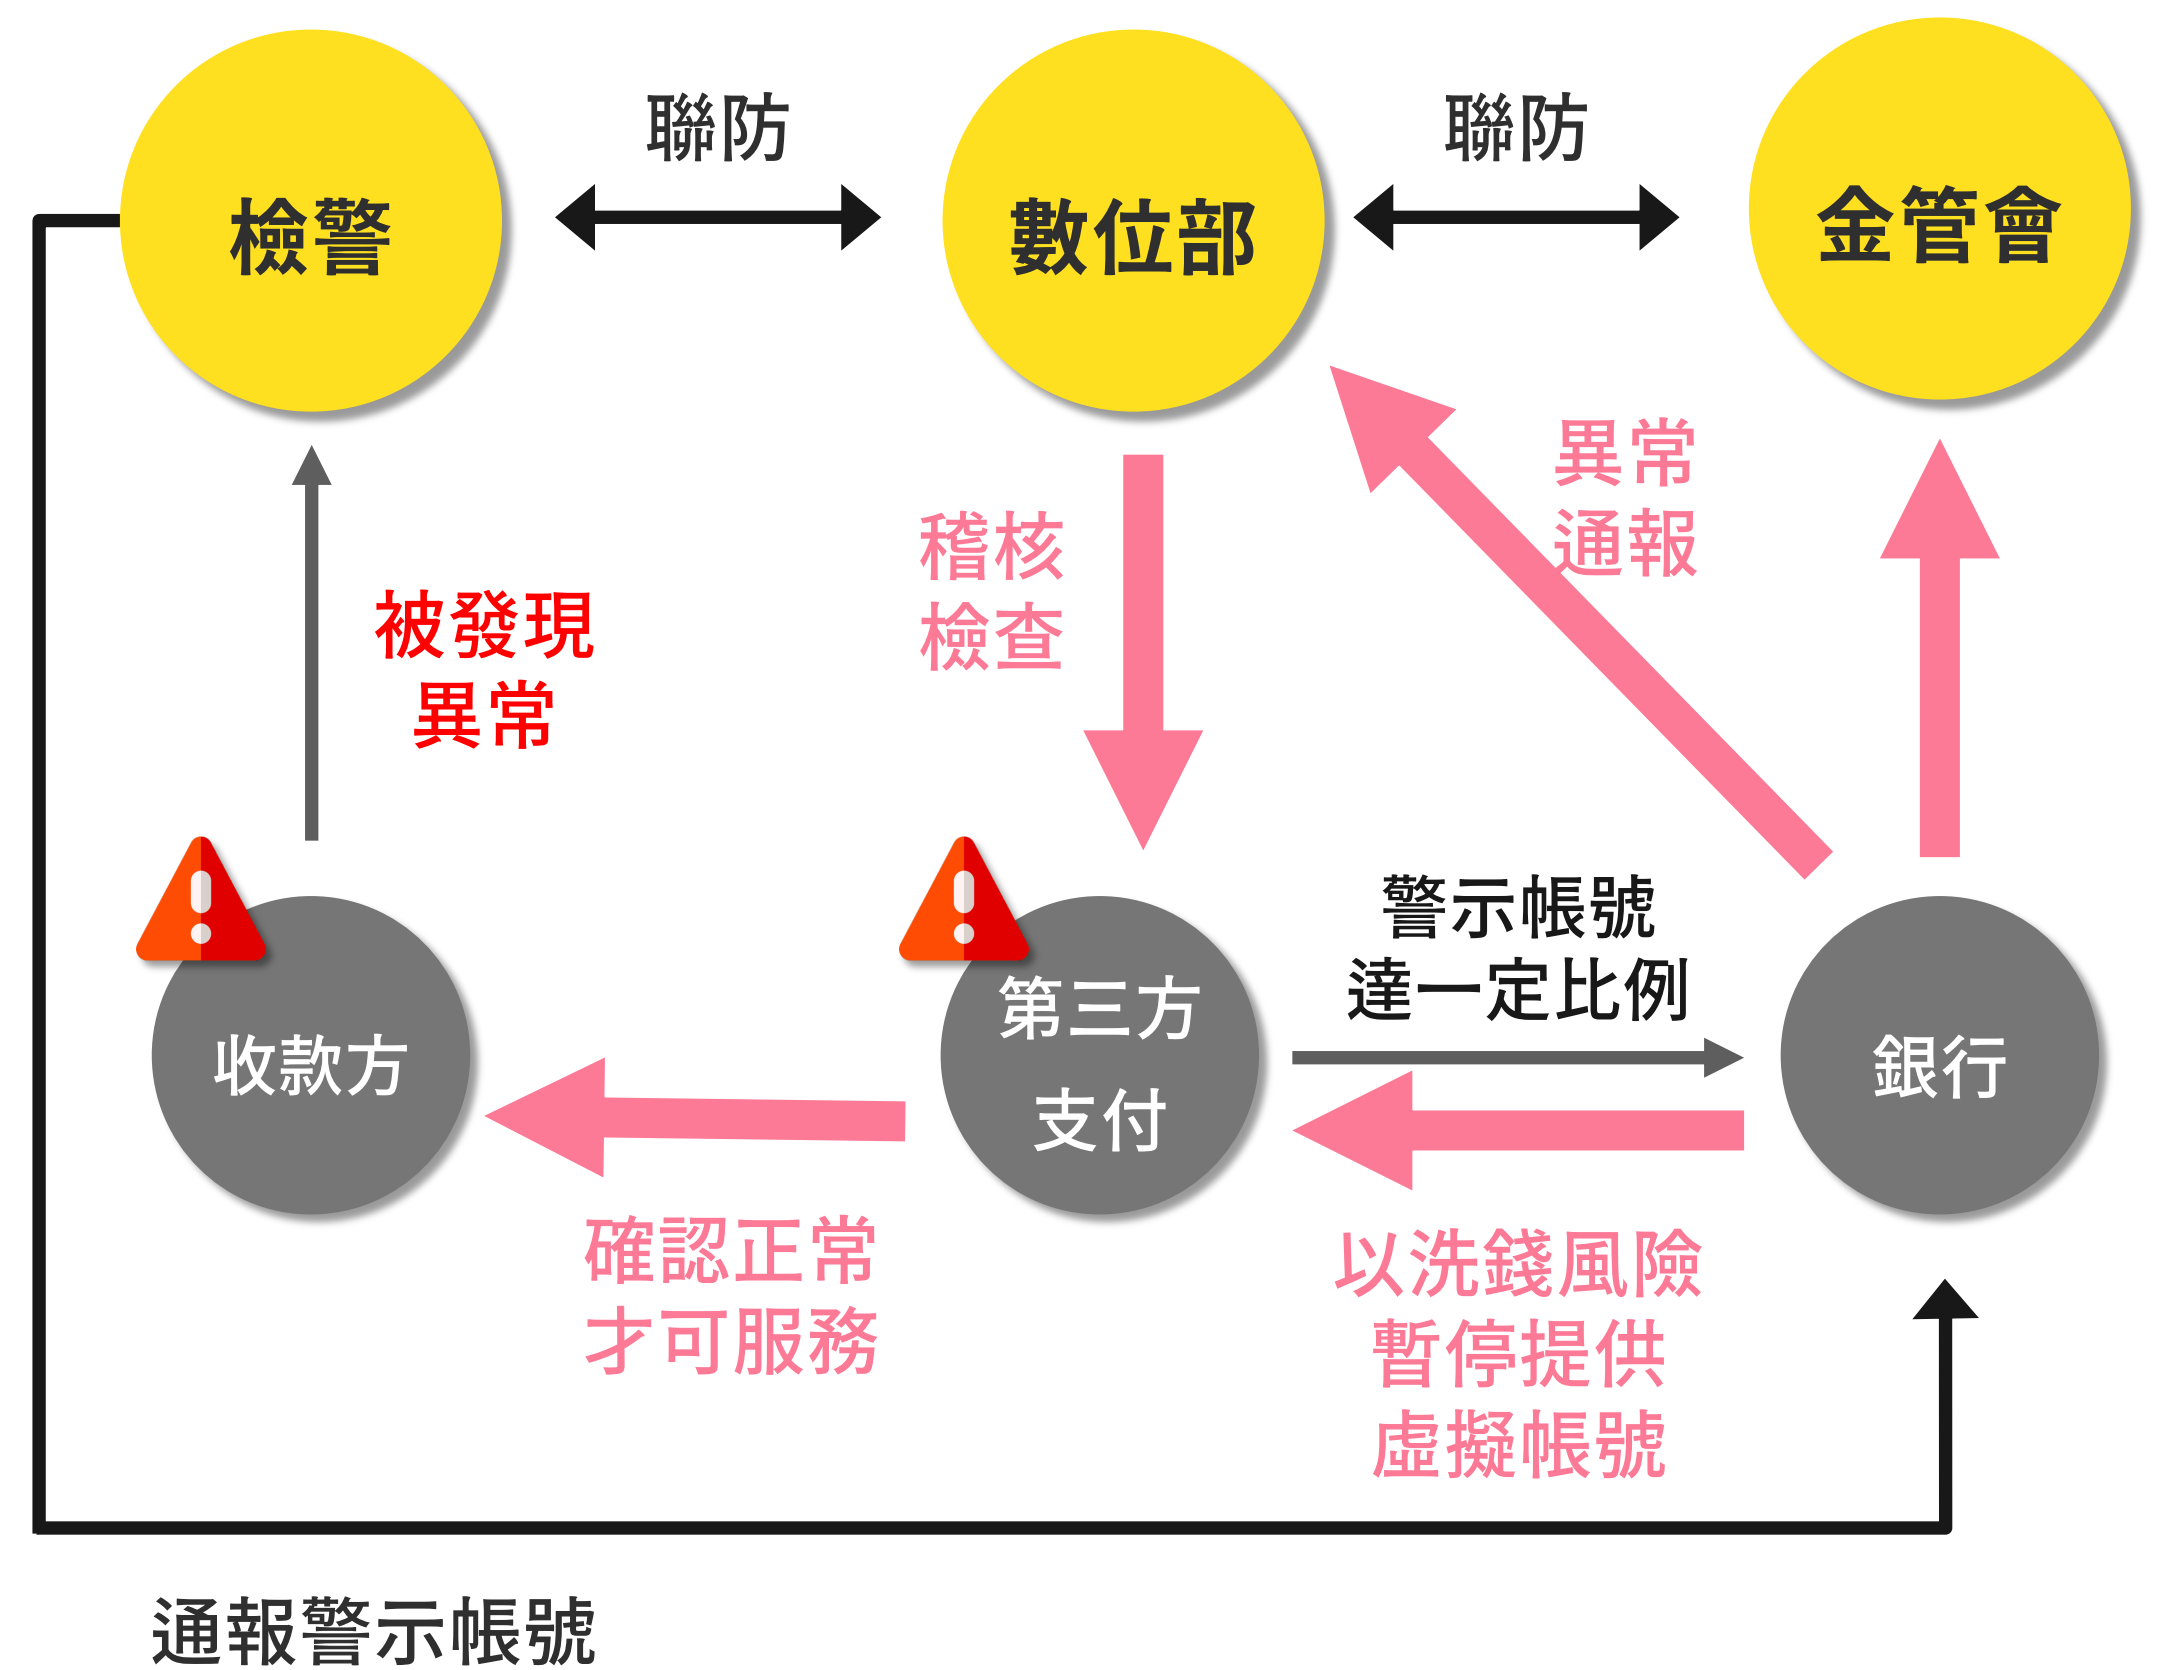 聯防
聯防
檢警
數位部
金管會
異常
通報
稽核
檢查
被發現
異常
警示帳號
達一定比例
收款方
第三方
支付
銀行
確認正常
才可服務
以洗錢風險
暫停提供
虛擬帳號
通報警示帳號